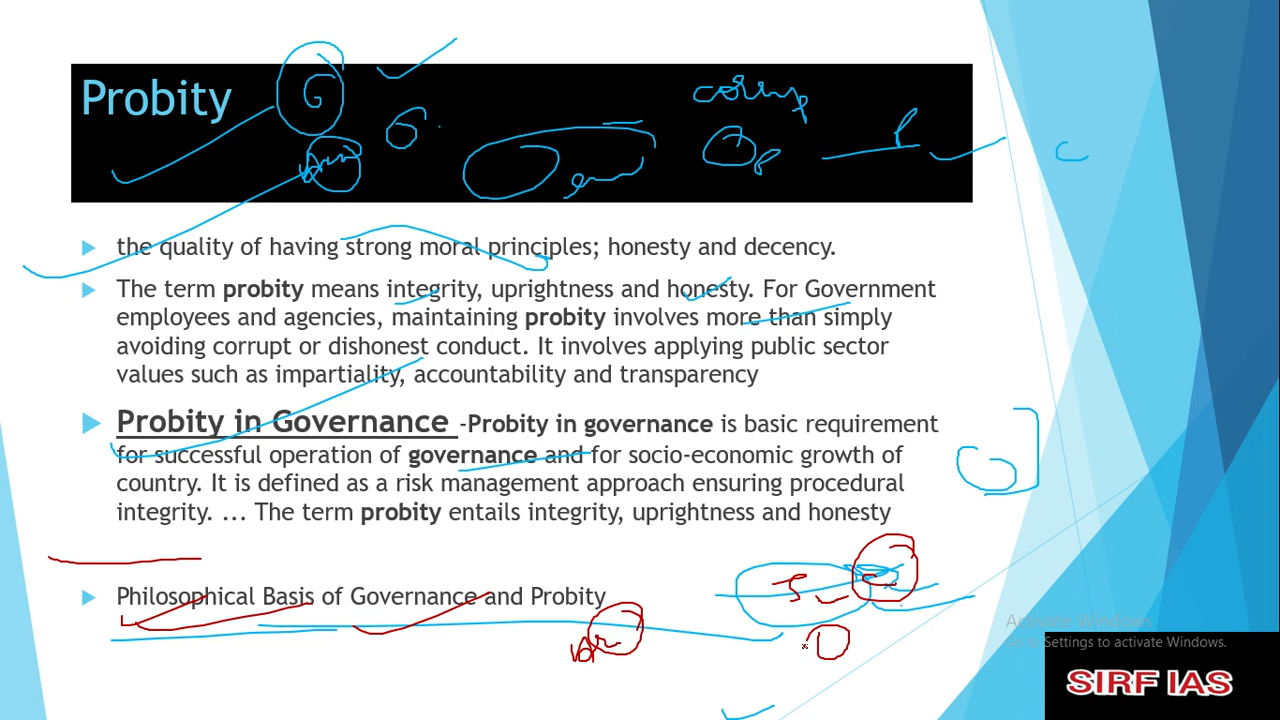 Probity
the quality of having strong moral principles; honesty and decency.
The term probity means integrity, uprightness and honesty. For Government
employees and agencies, maintaining probity involves more than simply
avoiding corrupt or dishonest conduct. It involves applying public sector
values such as impartiality, accountability and transparency
Probity in Governance -Probity in governance is basic requirement
for successful operation of governance and for socio-economic growth of
country. It is defined as a risk management approach ensuring procedural
integrity. ... The term probity entails integrity, uprightness and honesty
Philosophical Basis of Governance and Probity
Activate Windows
Settings to activate Windows.
SIRF IAS